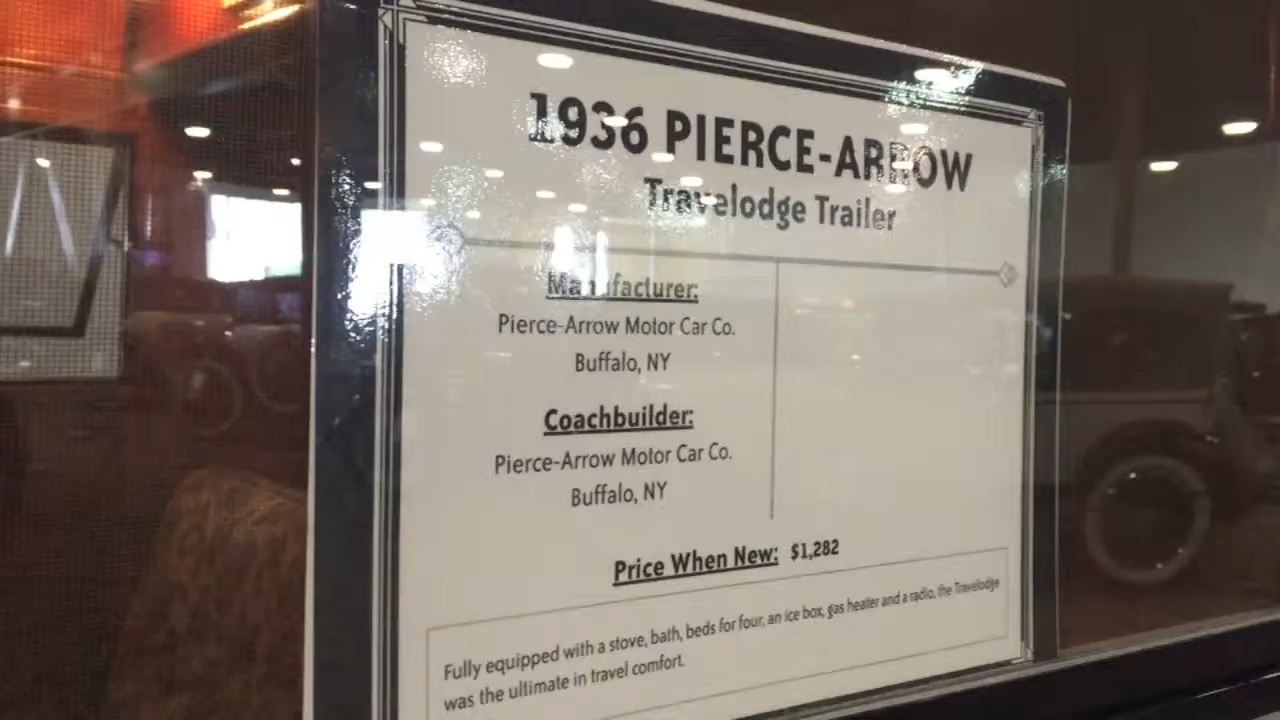 1936 PIERCE-ARROW
Travelodge Trailer
Manufacturer:
Pierce-Arrow Motor Car Co.
Buffalo, NY
Coachbuilder:
Pierce-Arrow Motor Car Co.
Buffalo, NY
Price When New: $1,282
Fully equipped with a stove, bath, beds for four, an ice box, gas heater and a radio, the Travelodge
was the ultimate in travel comfort.